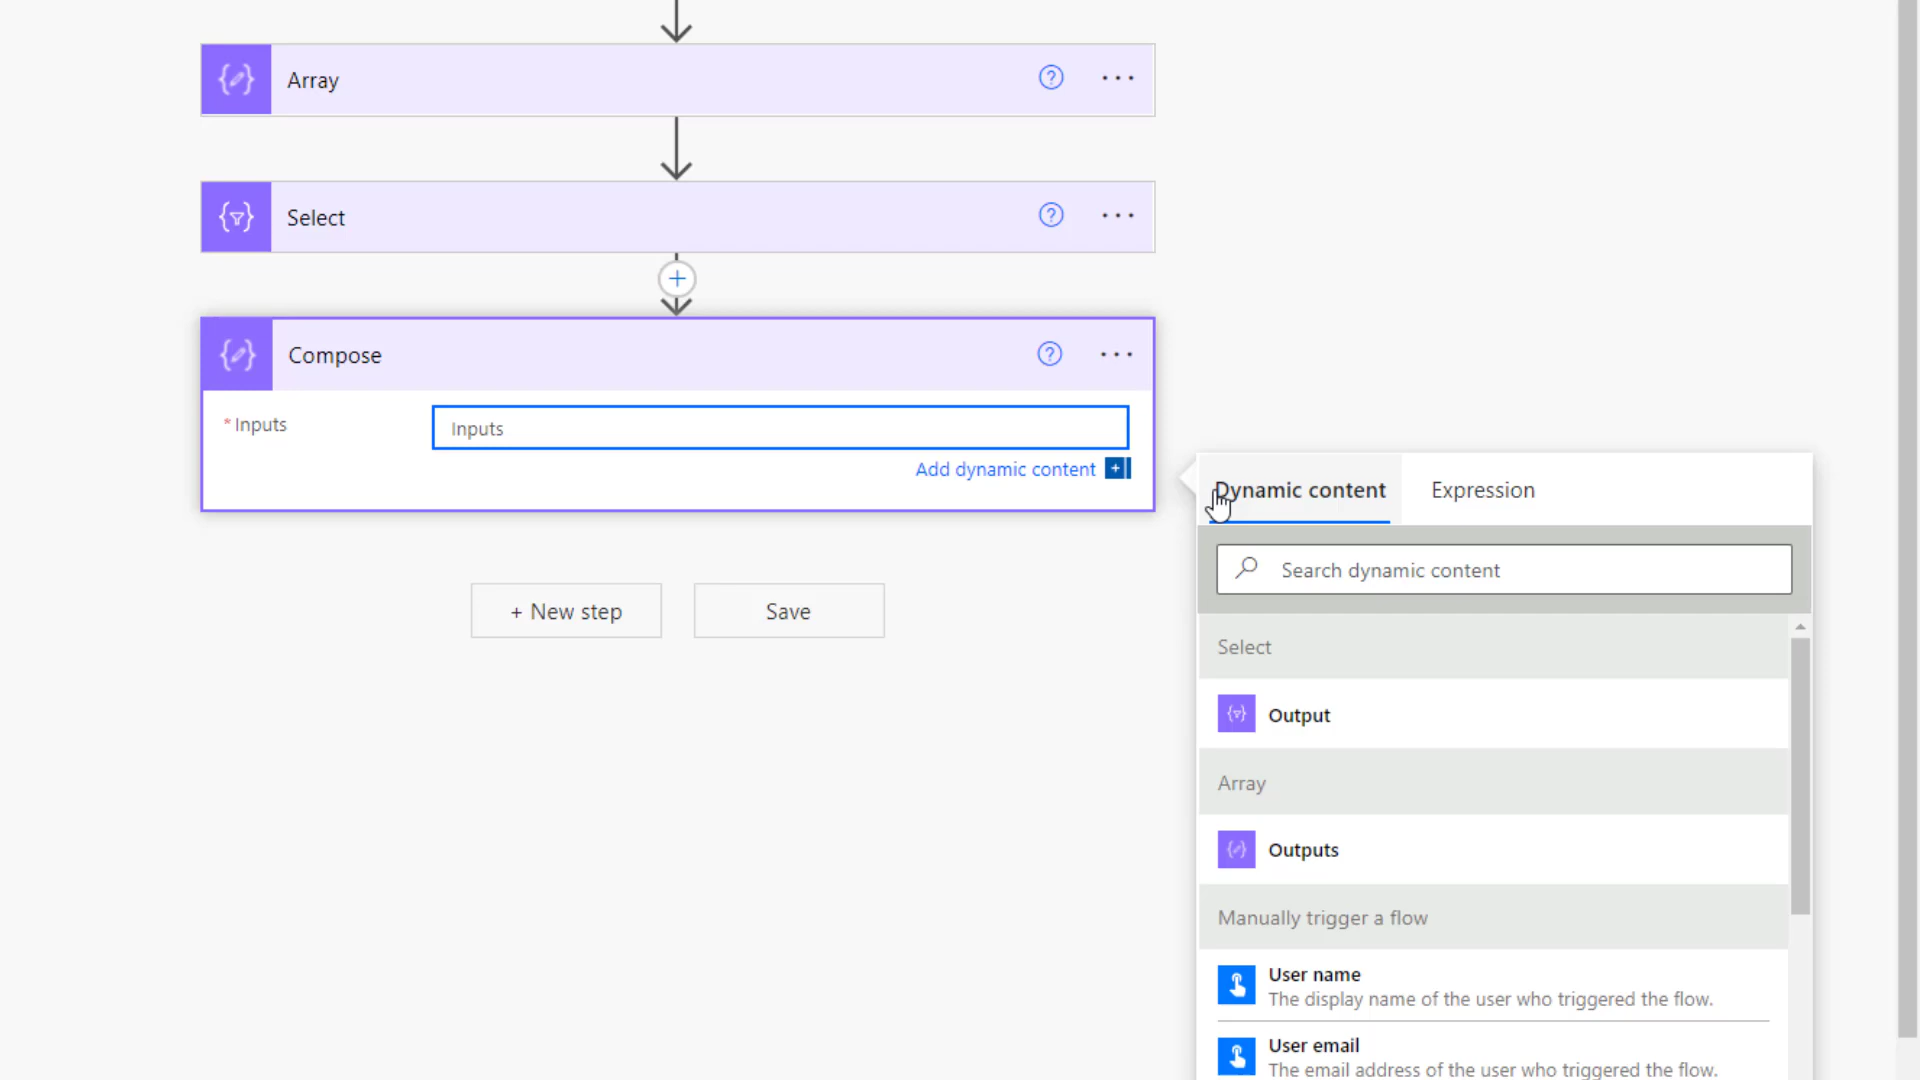 Array
Select
Compose
* Inputs
Inputs
Add dynamic content
+ New step
Save
Dynamic content
Expression
Search dynamic content
Select
Output
Array
Outputs
Manually trigger a flow
User name
The display name of the user who triggered the flow.
User email
The email address of the user who triggered the flow.